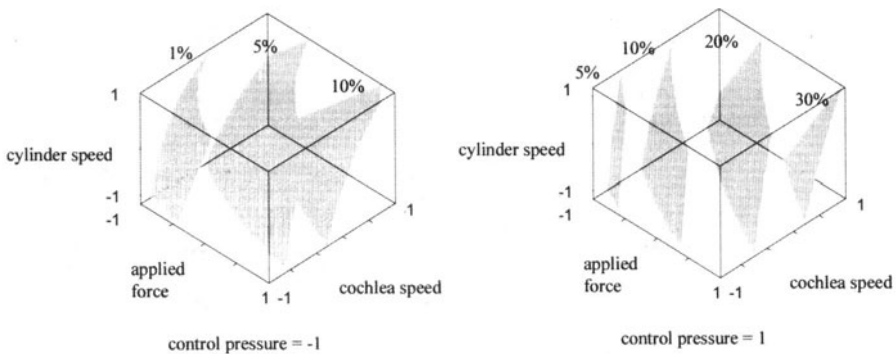 1%
5%
10%
1
cylinder speed
-1
-1
1
applied
force
1 -1
cochlea speed
control pressure = -1
5%
10%
20%
30%
1
cylinder speed
-1
-1
1
applied
force
1 -1
cochlea speed
control pressure = 1